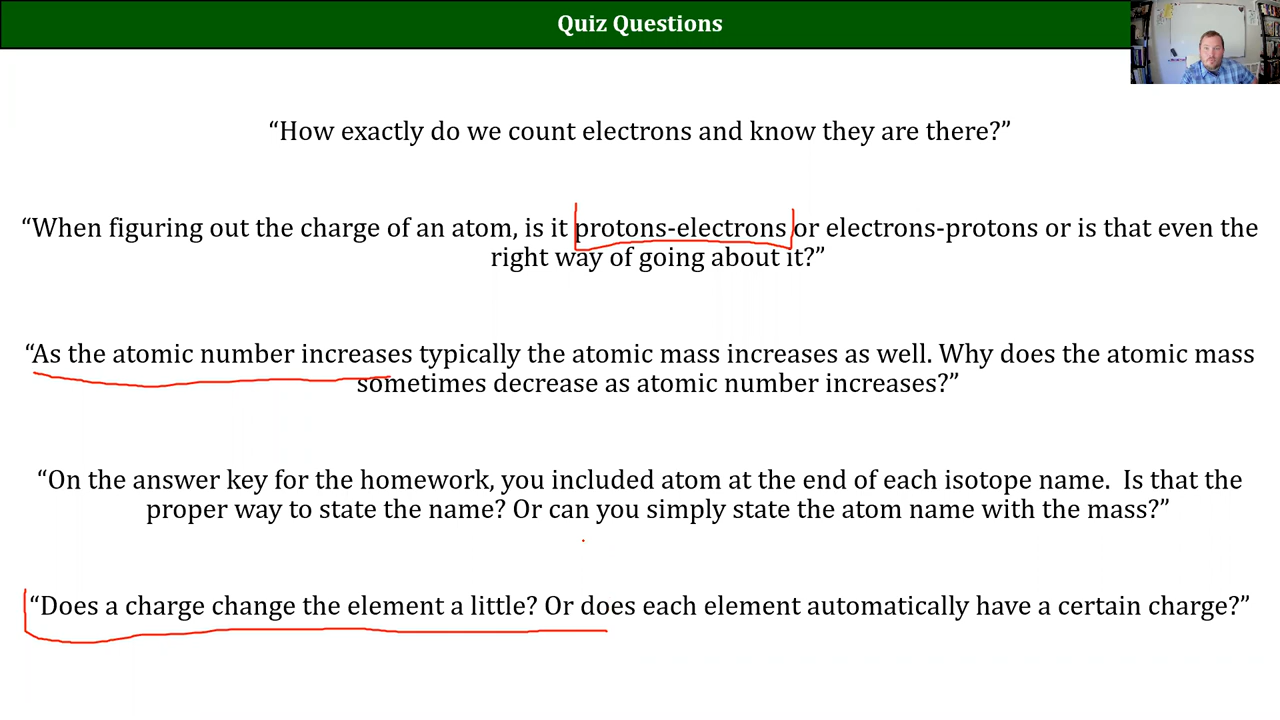 Quiz Questions
“How exactly do we count electrons and know they are there?”
“When figuring out the charge of an atom, is it protons-electrons or electrons-protons or is that even the
right way of going about it?”
“As the atomic number increases typically the atomic mass increases as well. Why does the atomic mass
sometimes decrease as atomic number increases?”
“On the answer key for the homework, you included atom at the end of each isotope name.  Is that the
proper way to state the name? Or can you simply state the atom name with the mass?”
“Does a charge change the element a little? Or does each element automatically have a certain charge?”